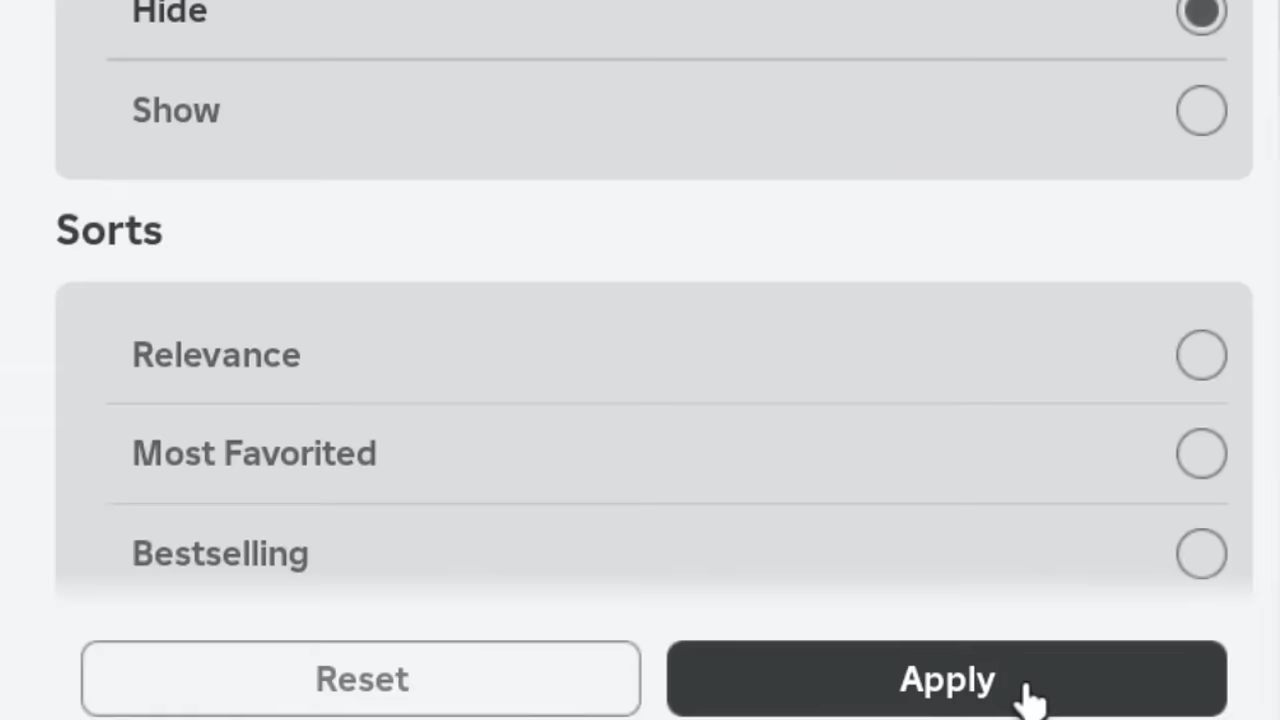 Hide
Show
Sorts
Relevance
Most Favorited
Bestselling
Reset
Apply